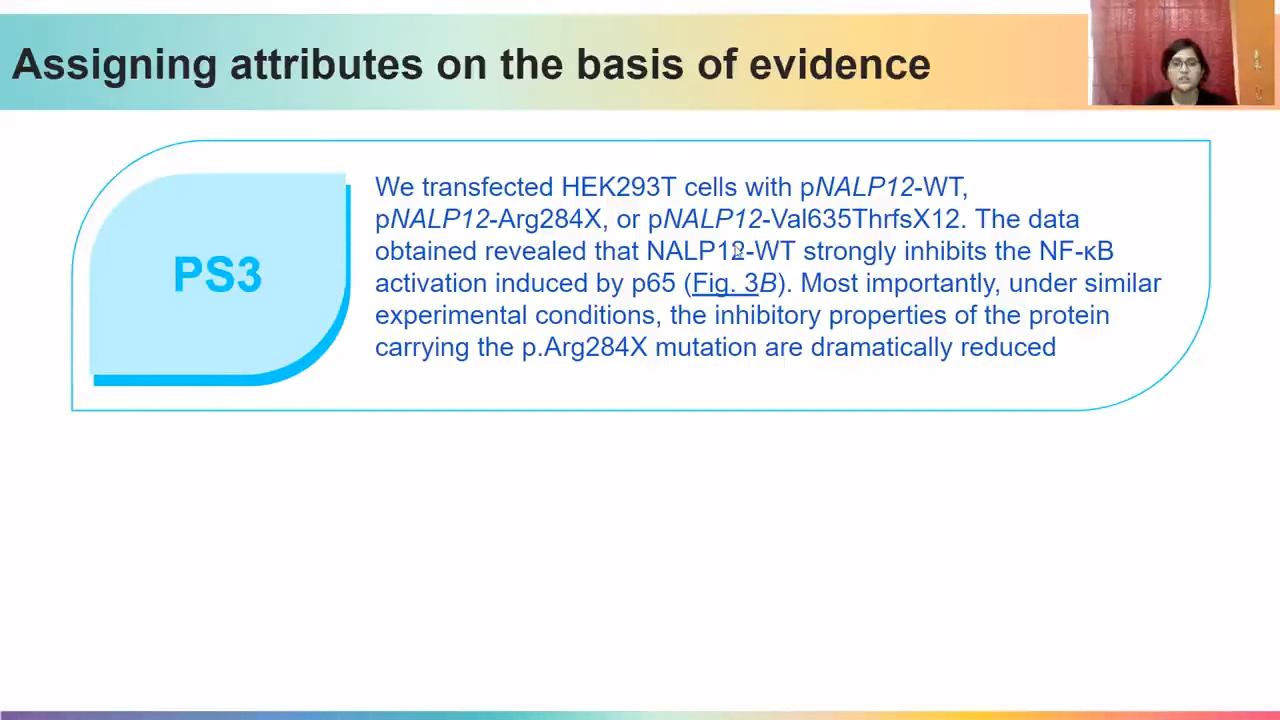 Assigning attributes on the basis of evidence
PS3
We transfected HEK293T cells with pNALP12-WT,
pNALP12-Arg284X, or pNALP12-Val635ThrfsX12. The data
obtained revealed that NALP12-WT strongly inhibits the NF-κB
activation induced by p65 (Fig. 3B). Most importantly, under similar
experimental conditions, the inhibitory properties of the protein
carrying the p.Arg284X mutation are dramatically reduced